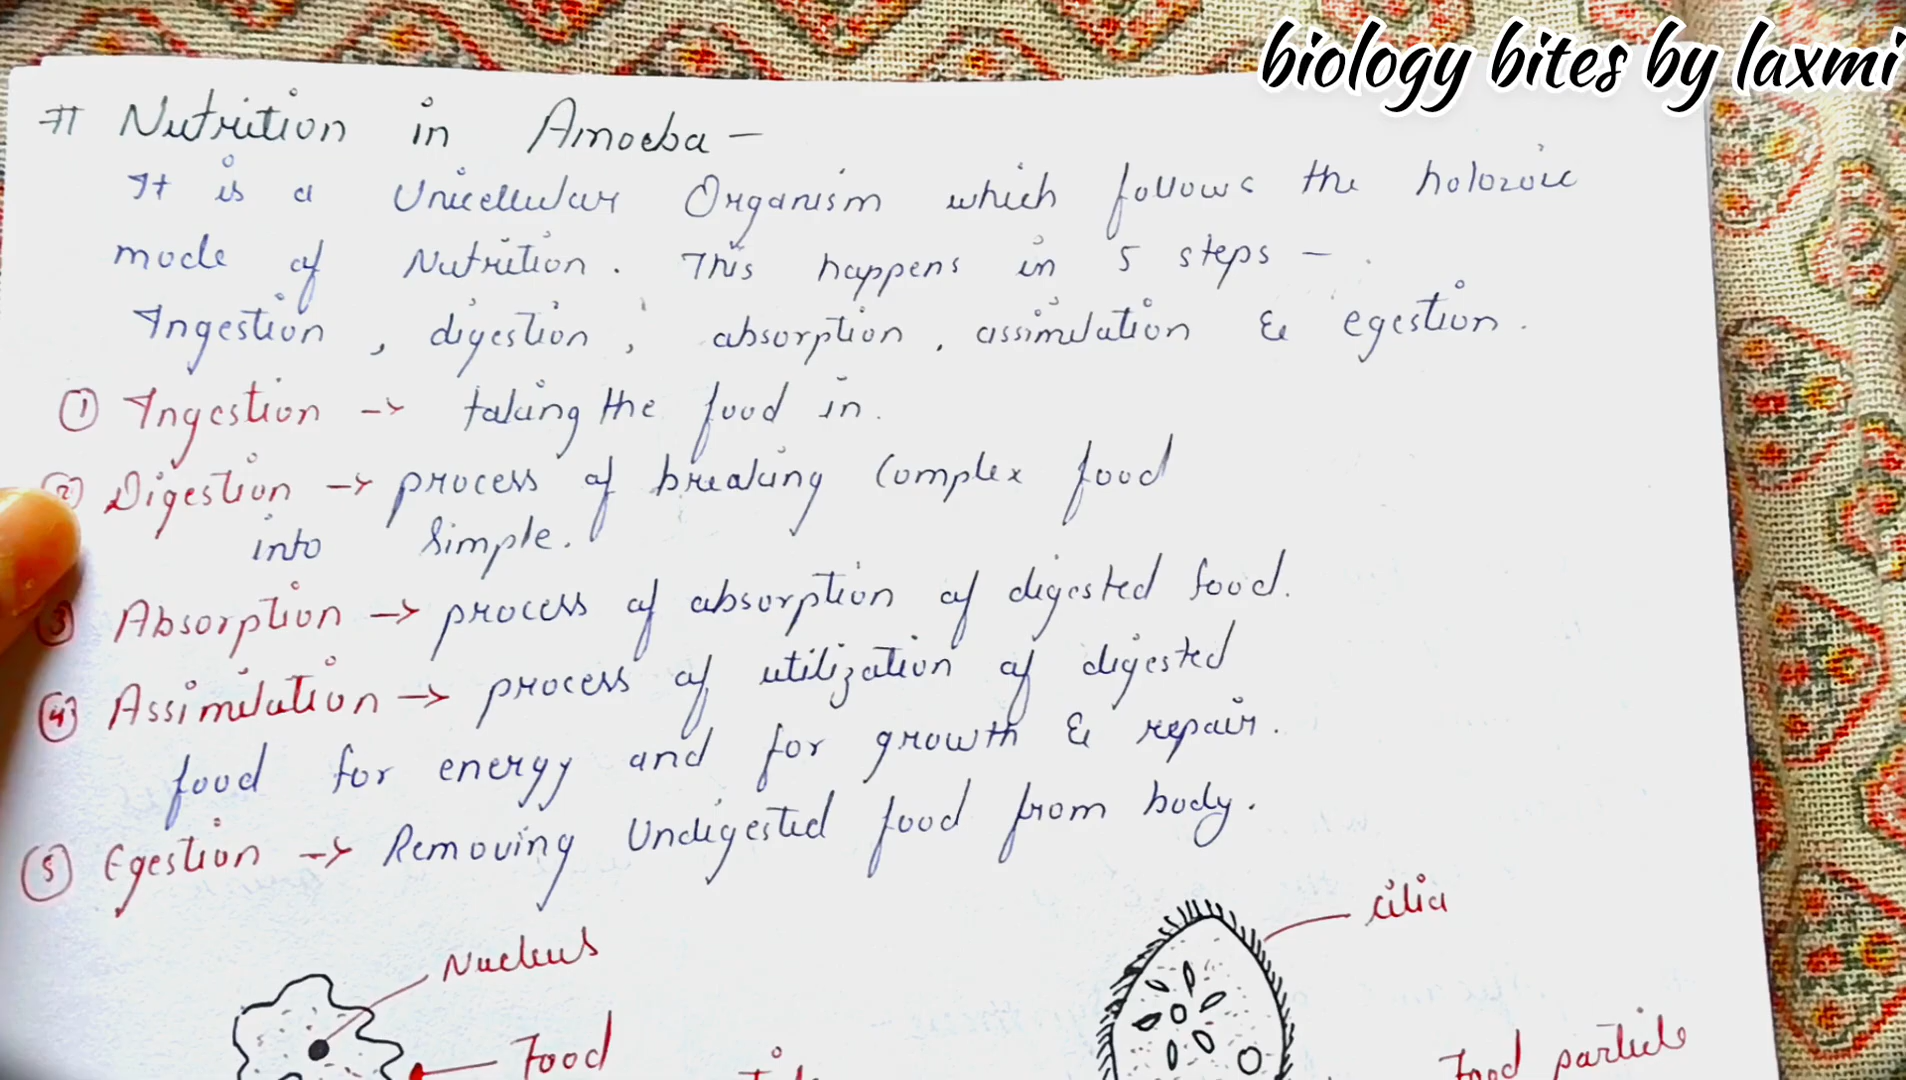 biology bites by laxmi
# Nutrition in Amoeba –
It is a Unicellular Organism which follows the holozoic
mode of Nutrition. This happens in 5 steps –
Ingestion, digestion, absorption, assimilation & egestion.
① Ingestion -> taking the food in.
② Digestion -> process of breaking Complex food
into simple.
③ Absorption -> process of absorption of digested food.
④ Assimilation -> process of utilization of digested
food for energy and for growth & repair.
⑤ Egestion -> Removing Undigested food from body.
Cilia
Nucleus
Food
Food particle